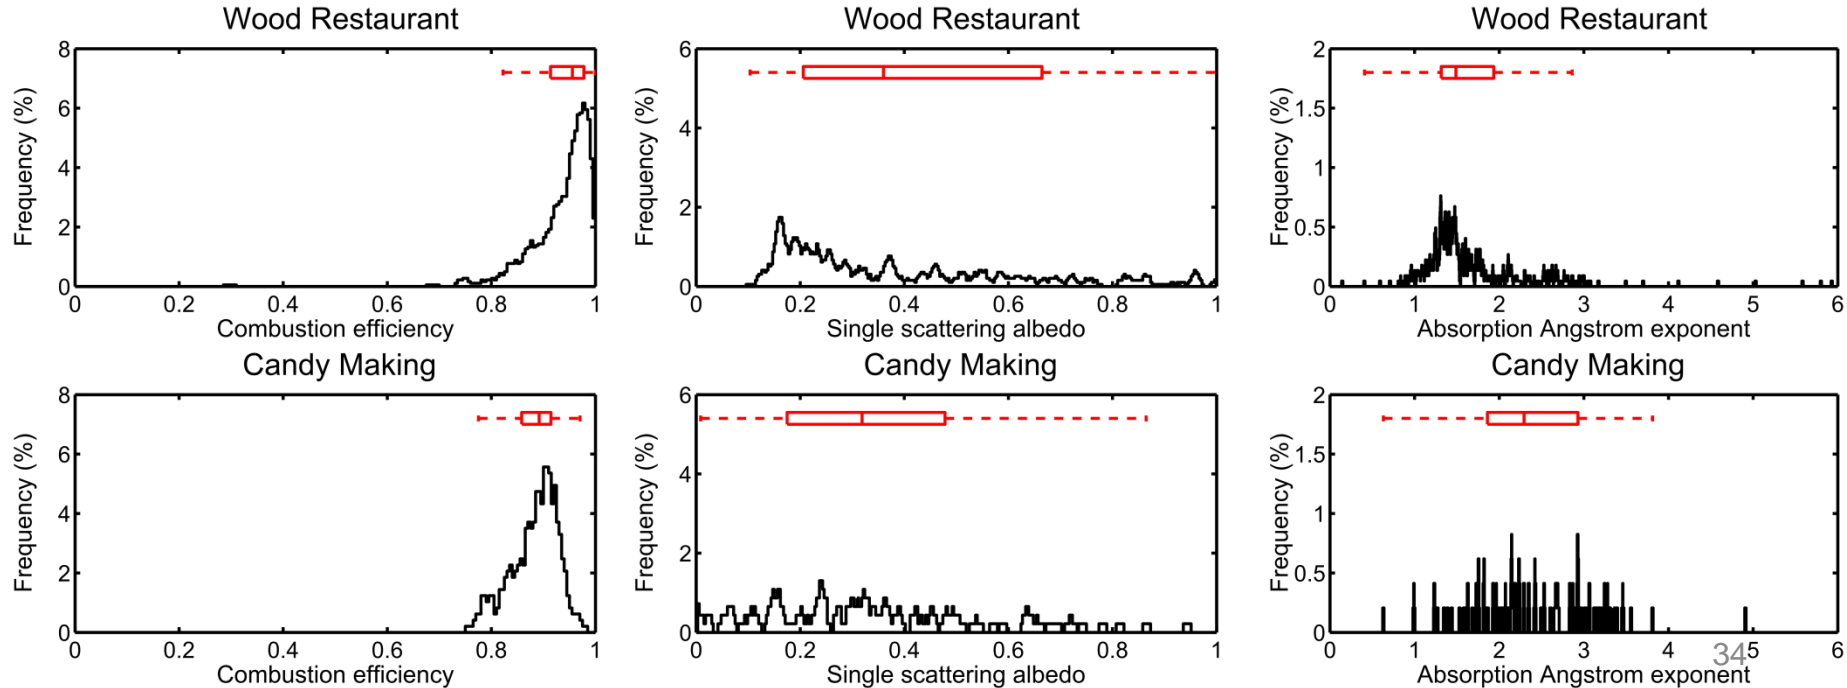 Wood Restaurant
Wood Restaurant
Wood Restaurant
8
6
4
2
0
Frequency (%)
0 0.2 0.4 0.6 0.8 1
Combustion efficiency
6
4
2
0
Frequency (%)
0 0.2 0.4 0.6 0.8 1
Single scattering albedo
2
1.5
1
0.5
0
Frequency (%)
1 2 3 4 5 6
Absorption Angstrom exponent
Candy Making
Candy Making
Candy Making
8
6
4
2
0
Frequency (%)
0 0.2 0.4 0.6 0.8 1
Combustion efficiency
6
4
2
0
Frequency (%)
0 0.2 0.4 0.6 0.8 1
Single scattering albedo
2
1.5
1
0.5
0
Frequency (%)
0 1 2 3 4 5 6
Absorption Angstrom exponent
34